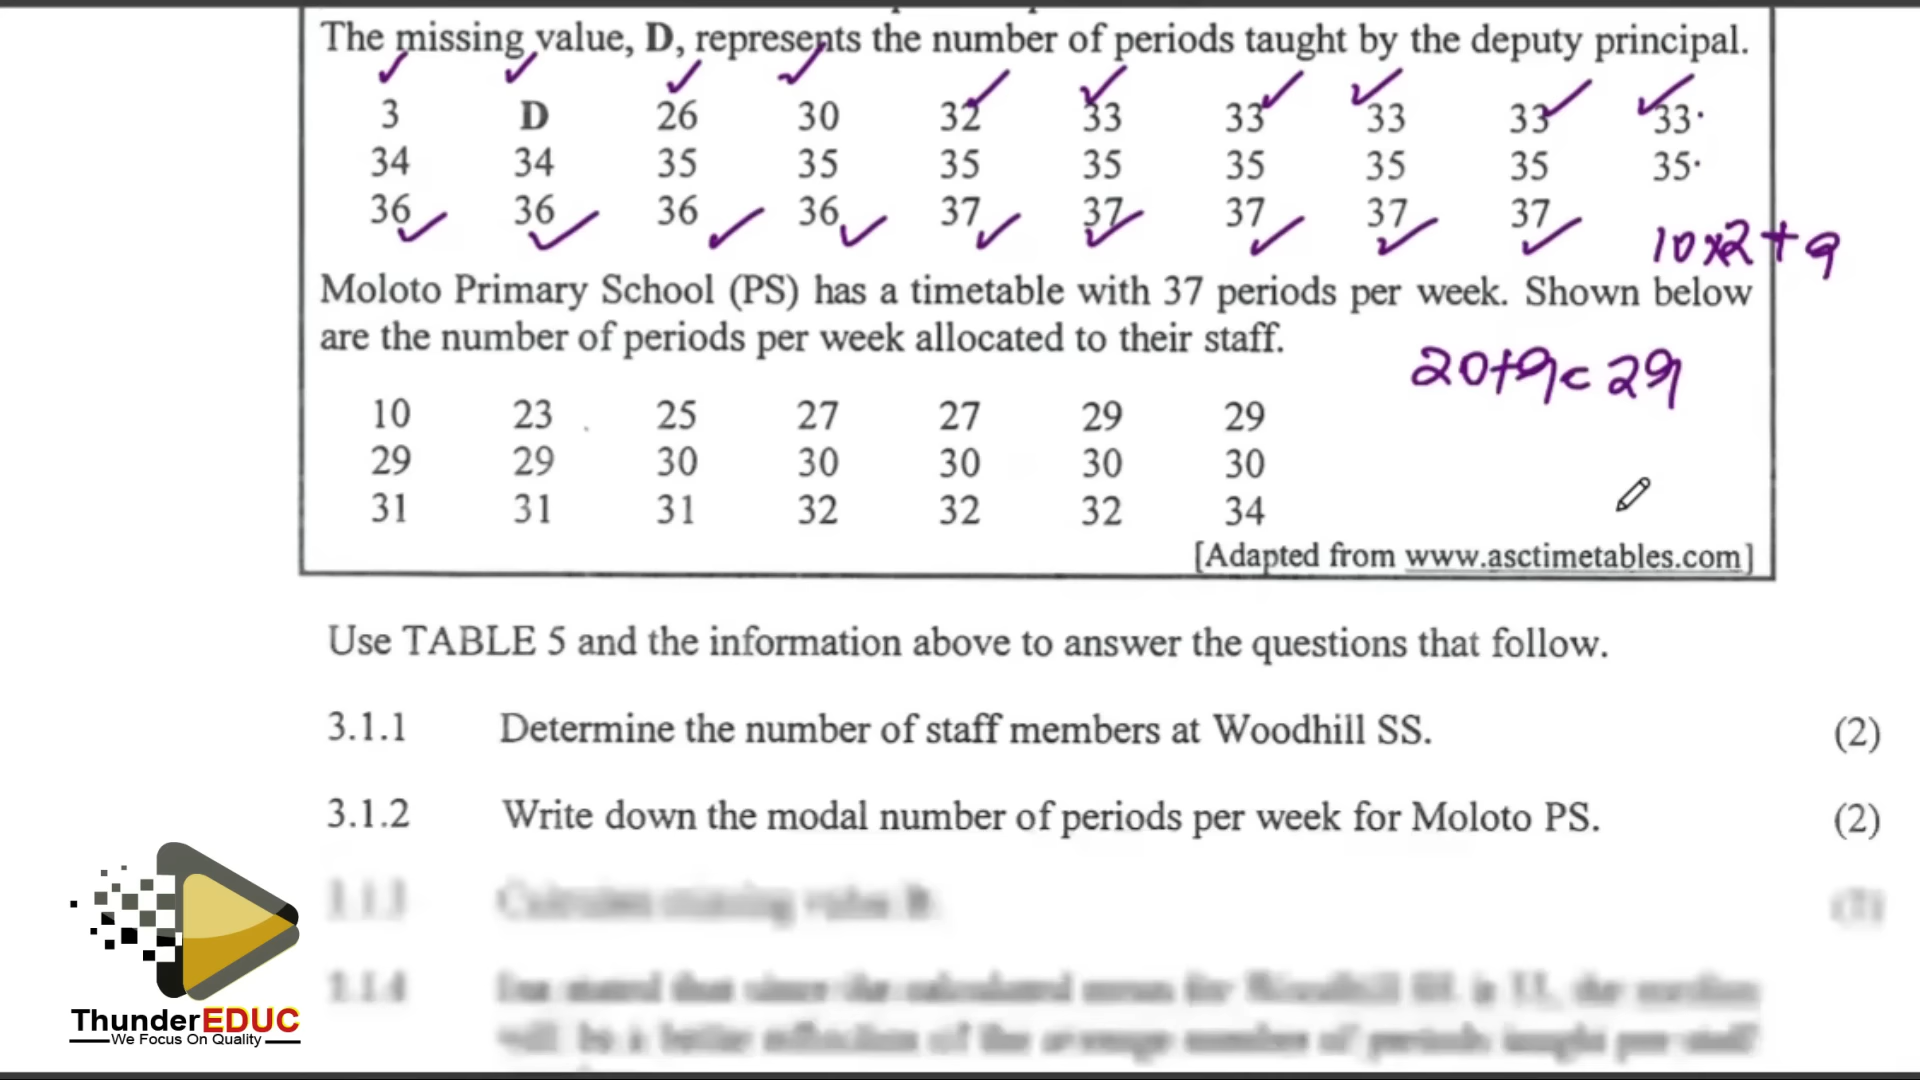 The missing value, D, represents the number of periods taught by the deputy principal.
3 D 26 30 32 33 33 33 33 33
34 34 35 35 35 35 35 35 35 35
36 36 36 36 37 37 37 37 37
10x2+9
Moloto Primary School (PS) has a timetable with 37 periods per week. Shown below
are the number of periods per week allocated to their staff.
20+9= 29
10 23 25 27 27 29 29
29 29 30 30 30 30 30
31 31 31 32 32 32 34
[Adapted from www.asctimetables.com]
Use TABLE 5 and the information above to answer the questions that follow.
3.1.1 Determine the number of staff members at Woodhill SS. (2)
3.1.2 Write down the modal number of periods per week for Moloto PS. (2)
ThunderEDUC
We Focus On Quality